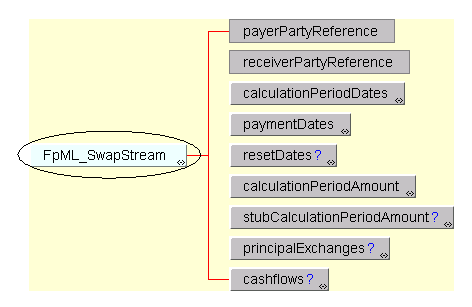 payerPartyReference
receiverPartyReference
calculationPeriodDates
paymentDates
FpML_SwapStream
resetDates?
calculationPeriodAmount
stubCalculationPeriodAmount?
principalExchanges?
cashflows?